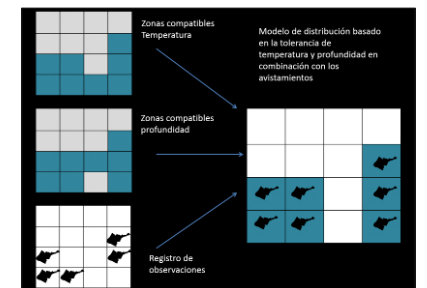 Zonas compatibles
Temperatura
Modelo de distribución basado
en la tolerancia de
temperatura y profundidad en
combinación con los
avistamientos
Zonas compatibles
profundidad
Registro de
observaciones